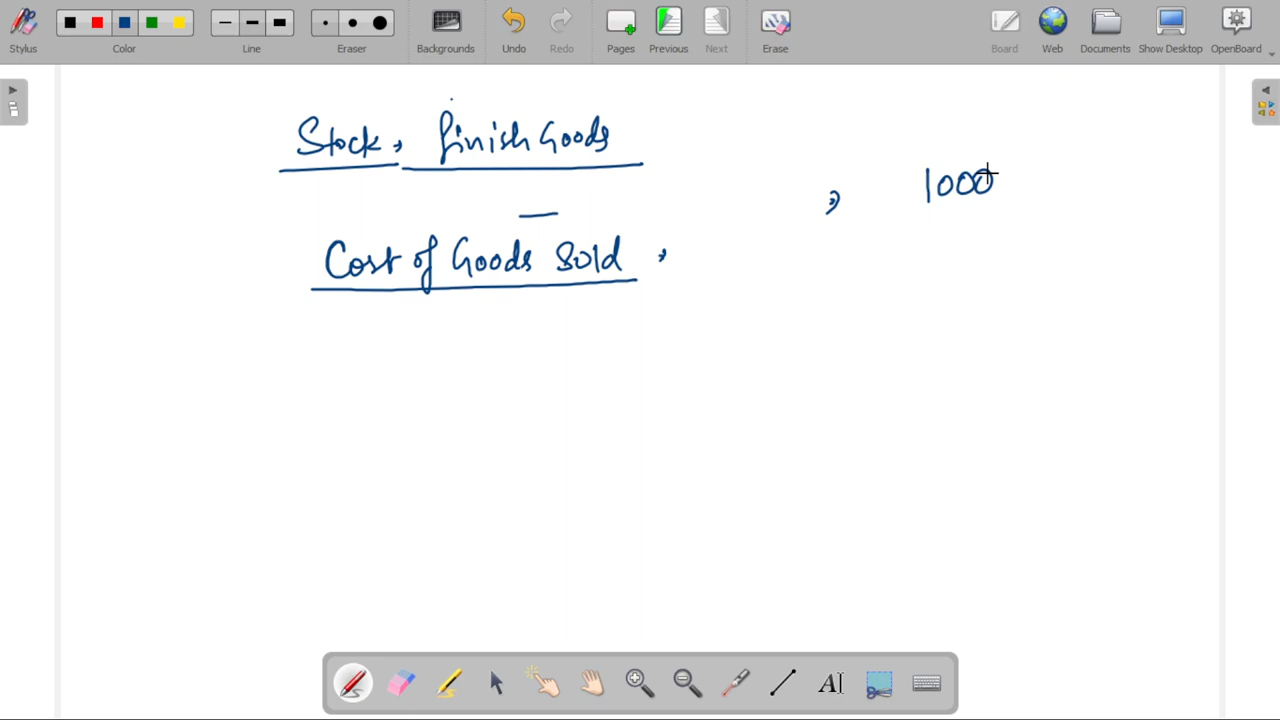 Stylus Color Line Eraser Backgrounds Undo Redo Pages Previous Next Erase Board Web Documents Show Desktop OpenBoard
Stock, finish Goods
, 1000
Cost of Goods Sold ,
AI